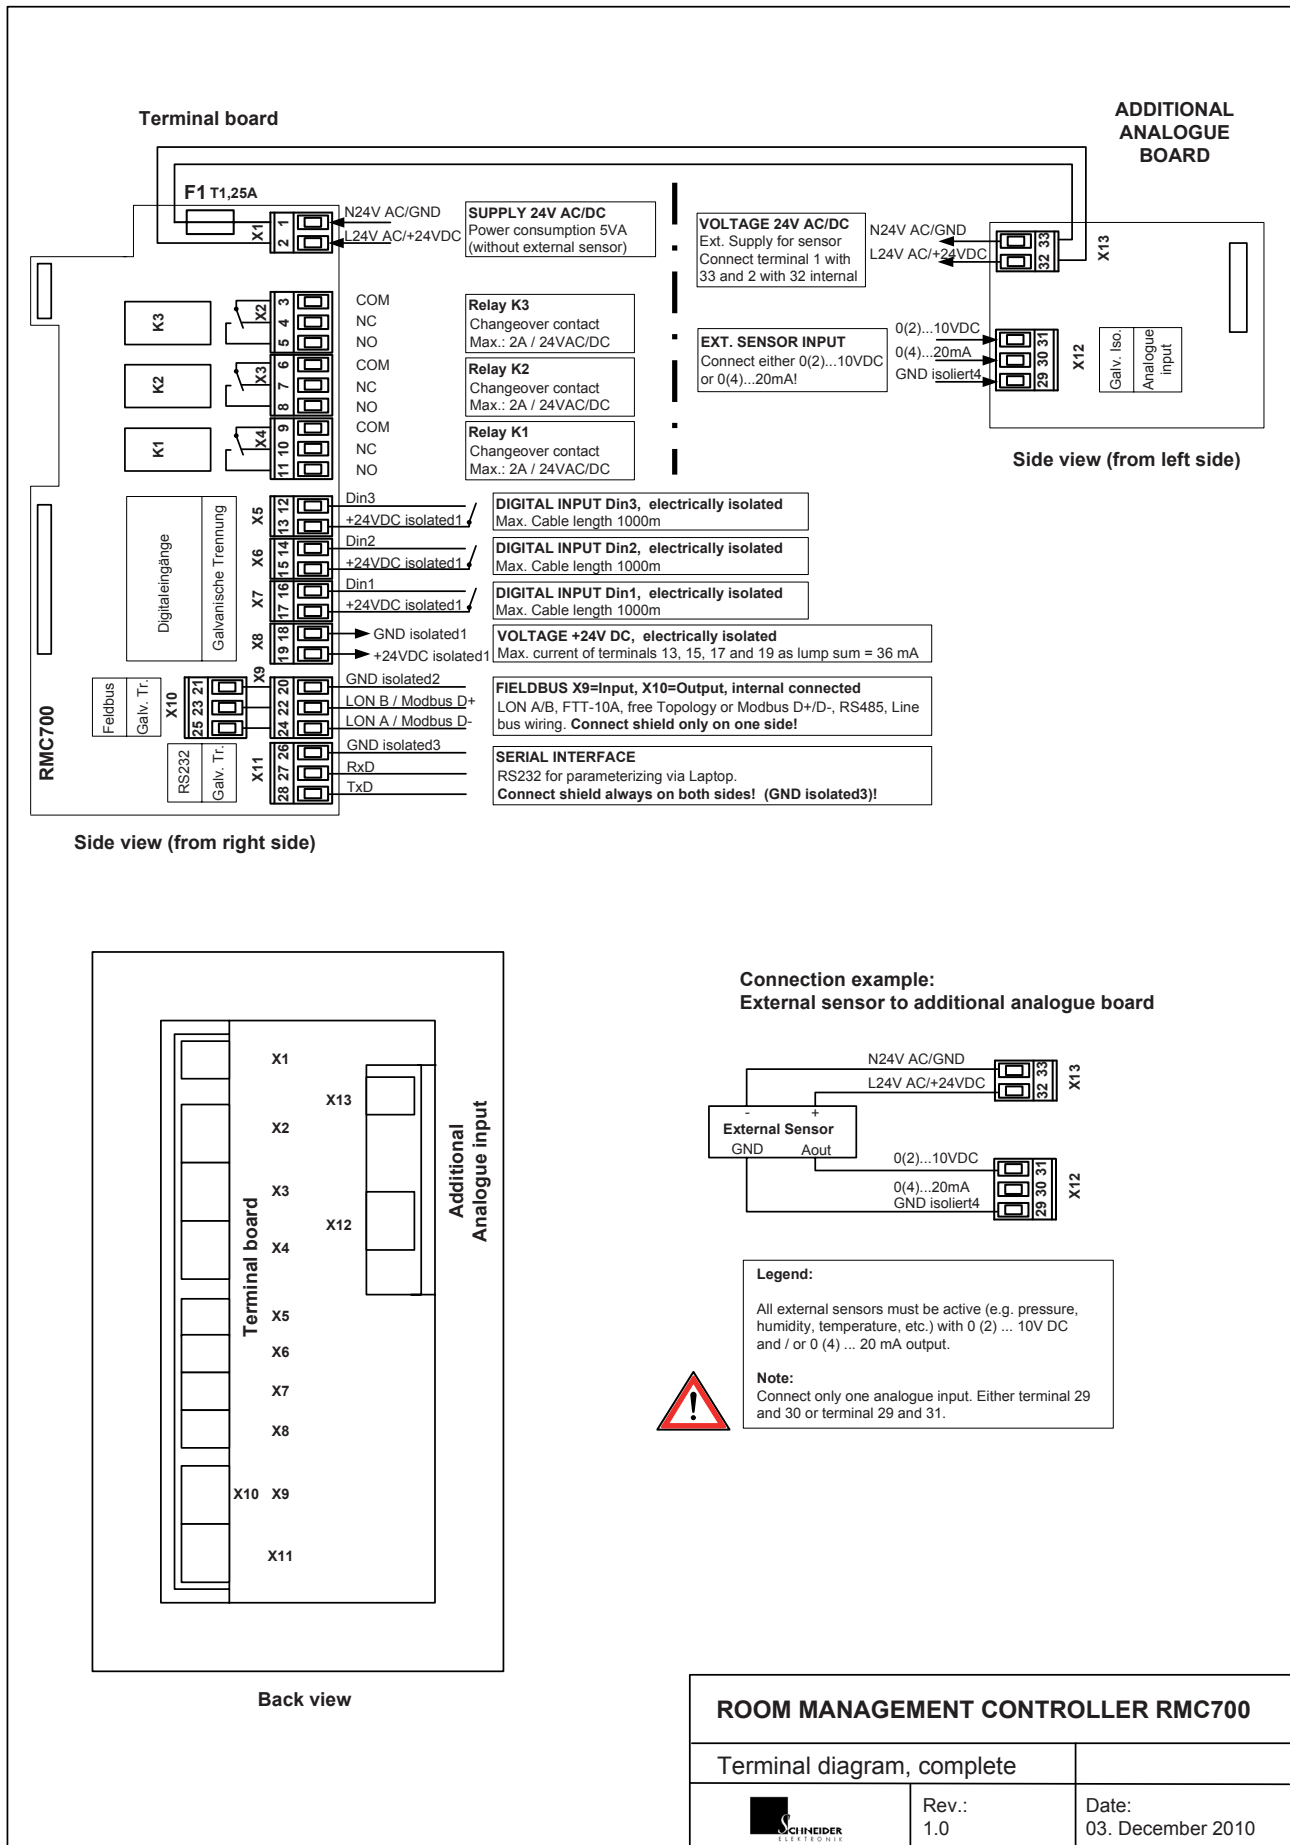 Terminal board
ADDITIONAL
ANALOGUE
BOARD
F1 T1,25A
X1
1
2
N24V AC/GND
L24V AC/+24VDC
SUPPLY 24V AC/DC
Power consumption 5VA
(without external sensor)
VOLTAGE 24V AC/DC
Ext. Supply for sensor
Connect terminal 1 with
33 and 2 with 32 internal
N24V AC/GND
L24V AC/+24VDC
33
32
X13
K3
X2
3
4
5
COM
NC
NO
Relay K3
Changeover contact
Max.: 2A / 24VAC/DC
EXT. SENSOR INPUT
Connect either 0(2)...10VDC
or 0(4)...20mA!
0(2)...10VDC
0(4)...20mA
GND isoliert4
31
30
29
X12
Galv. Iso.
Analogue
input
K2
X3
6
7
8
COM
NC
NO
Relay K2
Changeover contact
Max.: 2A / 24VAC/DC
K1
X4
9
10
11
COM
NC
NO
Relay K1
Changeover contact
Max.: 2A / 24VAC/DC
Side view (from left side)
Digitaleingänge
Galvanische Trennung
X5
12
13
Din3
+24VDC isolated1
DIGITAL INPUT Din3, electrically isolated
Max. Cable length 1000m
X6
14
15
Din2
+24VDC isolated1
DIGITAL INPUT Din2, electrically isolated
Max. Cable length 1000m
X7
16
17
Din1
+24VDC isolated1
DIGITAL INPUT Din1, electrically isolated
Max. Cable length 1000m
X8
18
19
GND isolated1
+24VDC isolated1
VOLTAGE +24V DC, electrically isolated
Max. current of terminals 13, 15, 17 and 19 as lump sum = 36 mA
RMC700
Feldbus
Galv. Tr.
X10
21
23
25
X9
20
22
24
GND isolated2
LON B / Modbus D+
LON A / Modbus D-
FIELDBUS X9=Input, X10=Output, internal connected
LON A/B, FTT-10A, free Topology or Modbus D+/D-, RS485, Line
bus wiring. Connect shield only on one side!
RS232
Galv. Tr.
X11
26
27
28
GND isolated3
RxD
TxD
SERIAL INTERFACE
RS232 for parameterizing via Laptop.
Connect shield always on both sides! (GND isolated3)!
Side view (from right side)
X1
X2
X3
X4
X5
X6
X7
X8
X10 X9
X11
Terminal board
X13
X12
Additional
Analogue input
Back view
Connection example:
External sensor to additional analogue board
N24V AC/GND
L24V AC/+24VDC
33
32
X13
- +
External Sensor
GND Aout
0(2)...10VDC
0(4)...20mA
GND isoliert4
31
30
29
X12
Legend:
All external sensors must be active (e.g. pressure,
humidity, temperature, etc.) with 0 (2) ... 10V DC
and / or 0 (4) ... 20 mA output.
Note:
Connect only one analogue input. Either terminal 29
and 30 or terminal 29 and 31.
!
ROOM MANAGEMENT CONTROLLER RMC700
Terminal diagram, complete
SCHNEIDER
ELEKTRONIK
Rev.:
1.0
Date:
03. December 2010